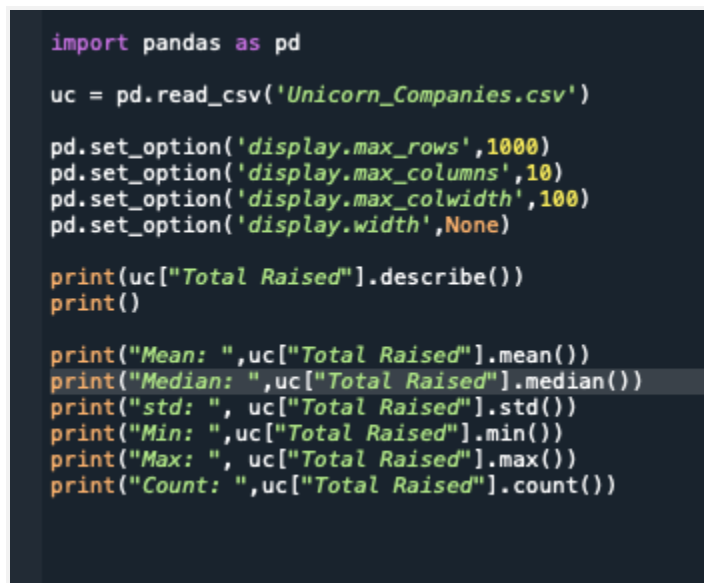 import pandas as pd
uc = pd.read_csv('Unicorn_Companies.csv')
pd.set_option('display.max_rows',1000)
pd.set_option('display.max_columns',10)
pd.set_option('display.max_colwidth',100)
pd.set_option('display.width',None)
print(uc["Total Raised"].describe())
print()
print("Mean: ",uc["Total Raised"].mean())
print("Median: ",uc["Total Raised"].median())
print("std: ", uc["Total Raised"].std())
print("Min: ",uc["Total Raised"].min())
print("Max: ", uc["Total Raised"].max())
print("Count: ",uc["Total Raised"].count())